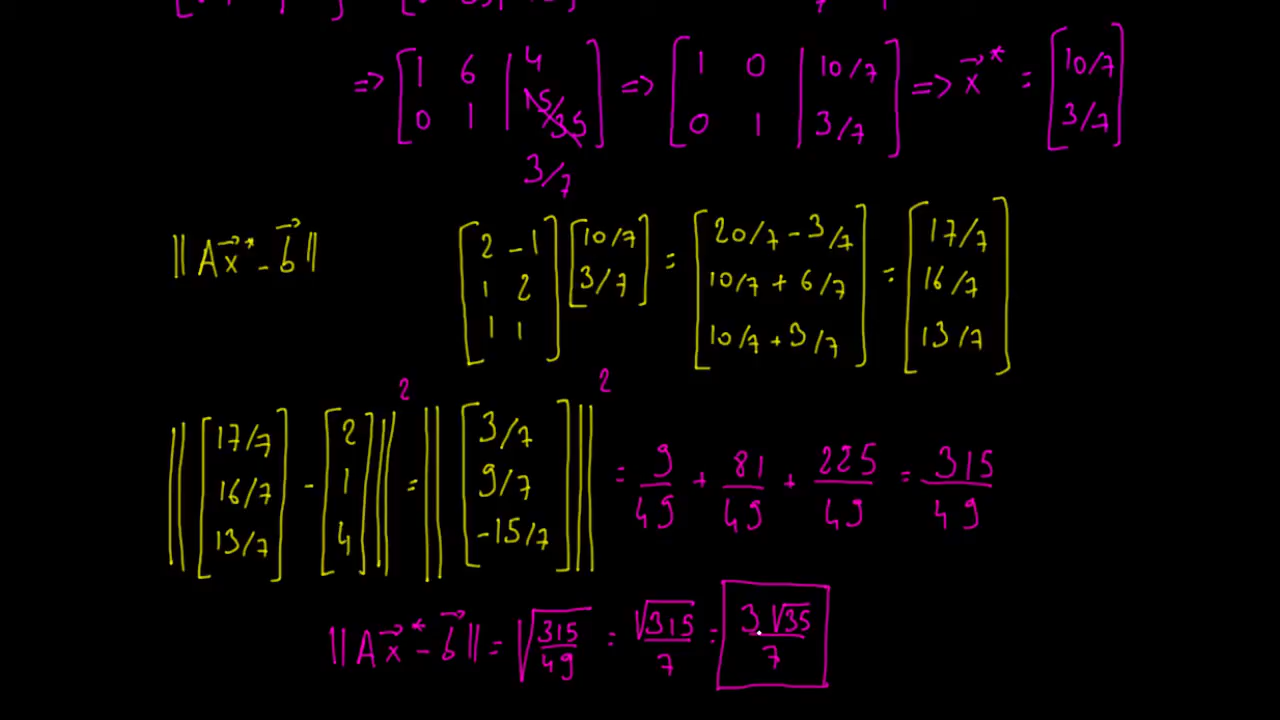 => [1 6 | 4; 0 1 | 15/35 3/7] => [1 0 | 10/7; 0 1 | 3/7] => x⃗* = [10/7; 3/7]
||Ax⃗* - b⃗|| [2 -1; 1 2; 1 1] [10/7; 3/7] = [20/7 - 3/7; 10/7 + 6/7; 10/7 + 3/7] = [17/7; 16/7; 13/7]
||[17/7; 16/7; 13/7] - [2; 1; 4]||² = ||[3/7; 9/7; -15/7]||² = 9/49 + 81/49 + 225/49 = 315/49
||Ax⃗* - b⃗|| = √(315/49) = √315/7 = 3√35/7